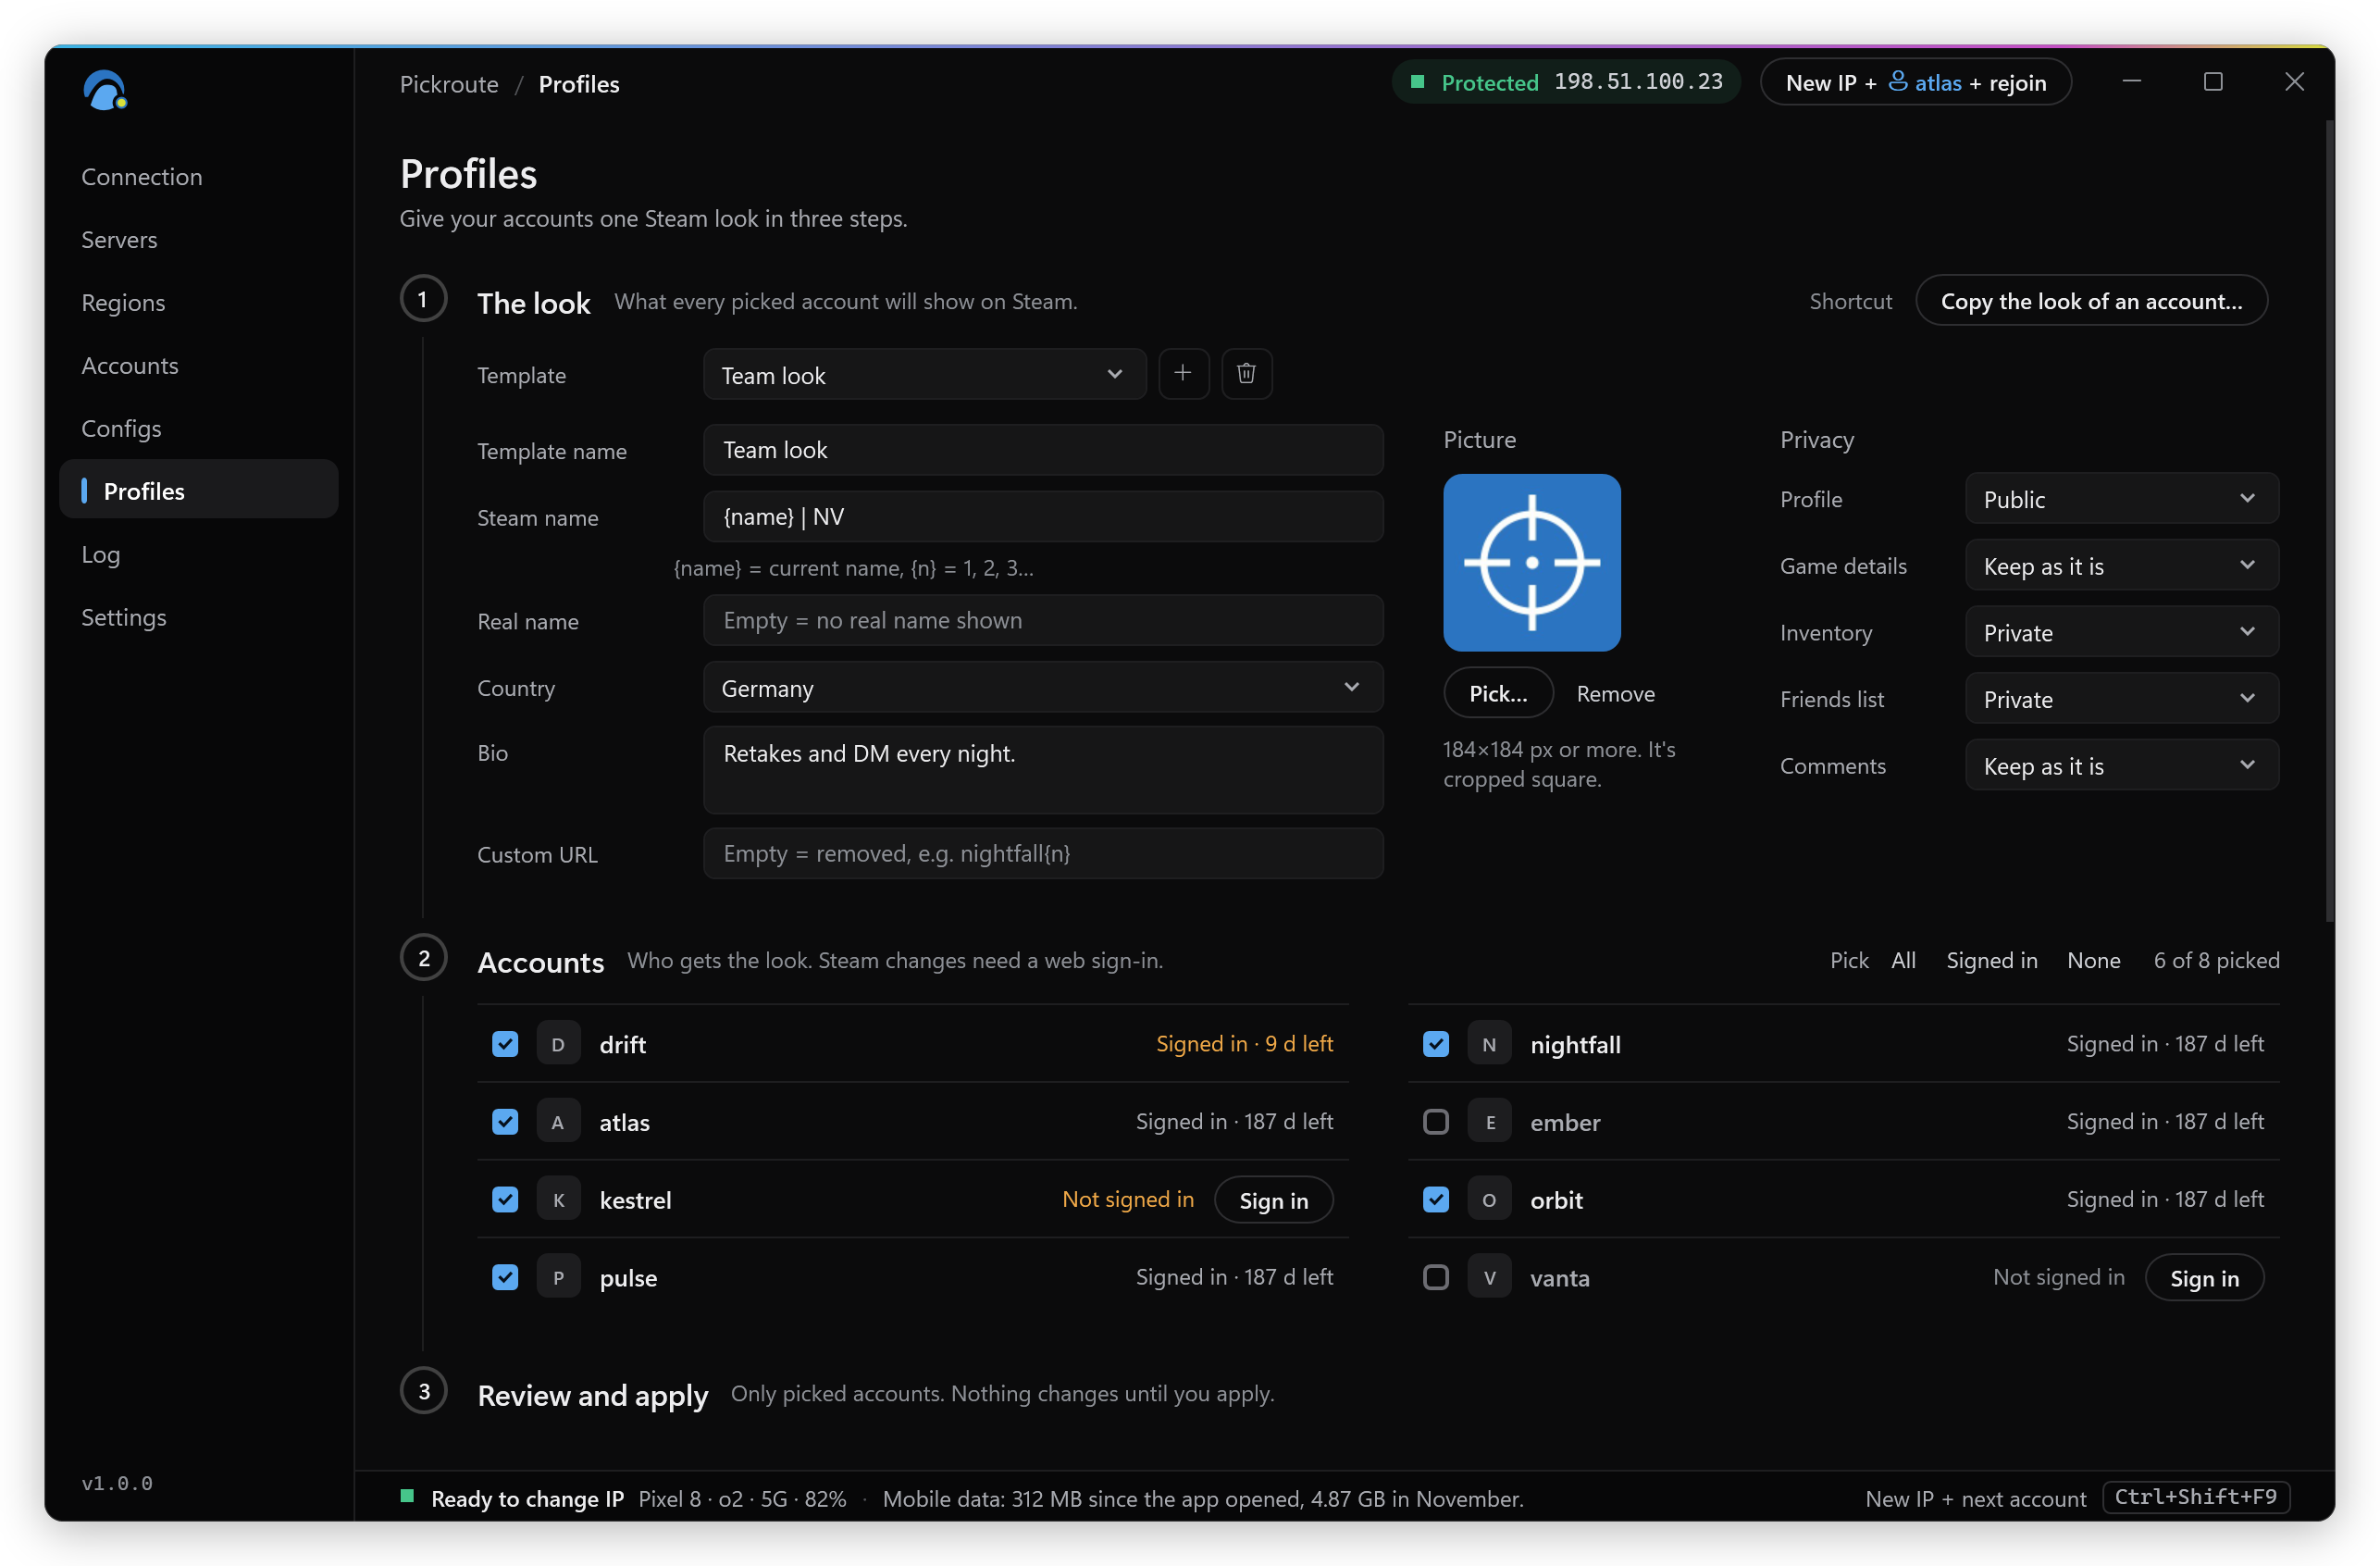 Pickroute / Profiles
Protected 198.51.100.23
New IP + atlas + rejoin
Connection
Servers
Regions
Accounts
Configs
Profiles
Log
Settings
v1.0.0
Profiles
Give your accounts one Steam look in three steps.
1 The look What every picked account will show on Steam.
Shortcut Copy the look of an account...
Template Team look
Template name Team look
Steam name {name} | NV
{name} = current name, {n} = 1, 2, 3...
Real name Empty = no real name shown
Country Germany
Bio Retakes and DM every night.
Custom URL Empty = removed, e.g. nightfall{n}
Picture
Pick... Remove
184×184 px or more. It's
cropped square.
Privacy
Profile Public
Game details Keep as it is
Inventory Private
Friends list Private
Comments Keep as it is
2 Accounts Who gets the look. Steam changes need a web sign-in.
Pick All Signed in None 6 of 8 picked
D drift Signed in · 9 d left
N nightfall Signed in · 187 d left
A atlas Signed in · 187 d left
E ember Signed in · 187 d left
K kestrel Not signed in Sign in
O orbit Signed in · 187 d left
P pulse Signed in · 187 d left
V vanta Not signed in Sign in
3 Review and apply Only picked accounts. Nothing changes until you apply.
Ready to change IP Pixel 8 · o2 · 5G · 82% · Mobile data: 312 MB since the app opened, 4.87 GB in November.
New IP + next account Ctrl+Shift+F9